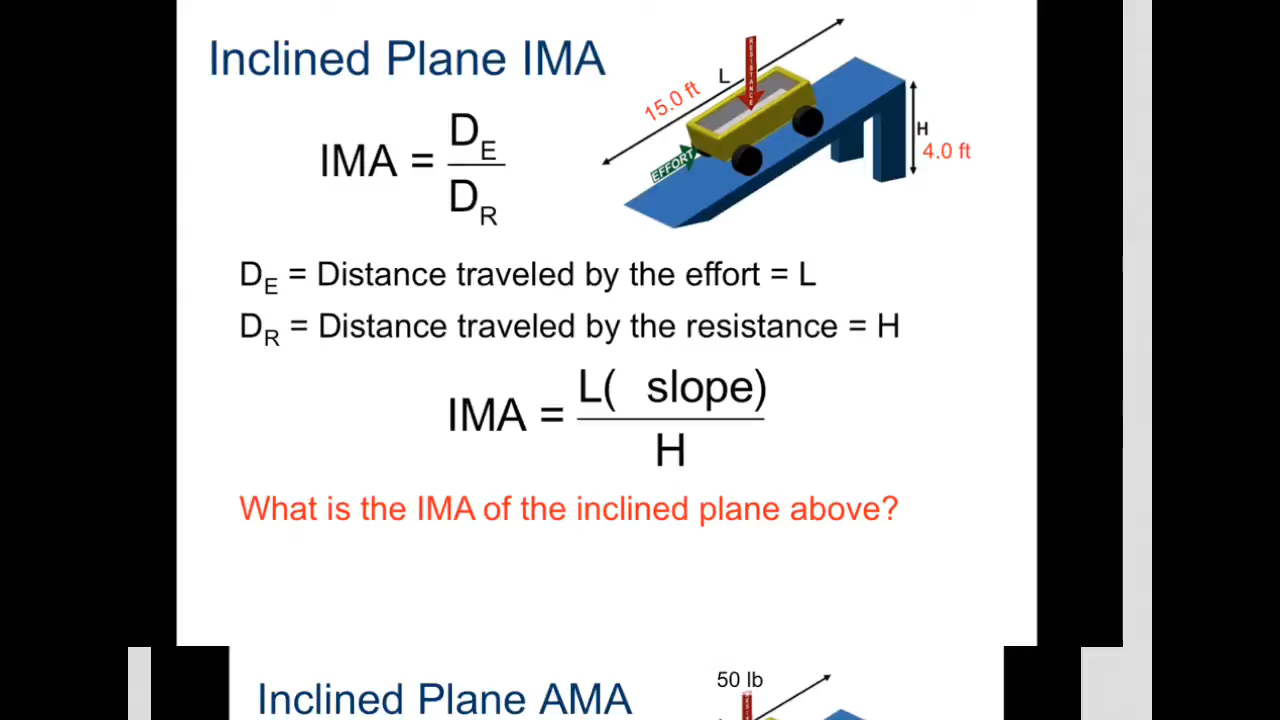 Inclined Plane IMA
L
RESISTANCE
15.0 ft
EFFORT
H
4.0 ft
IMA = D_E / D_R
D_E = Distance traveled by the effort = L
D_R = Distance traveled by the resistance = H
IMA = L( slope) / H
What is the IMA of the inclined plane above?
50 lb
Inclined Plane AMA